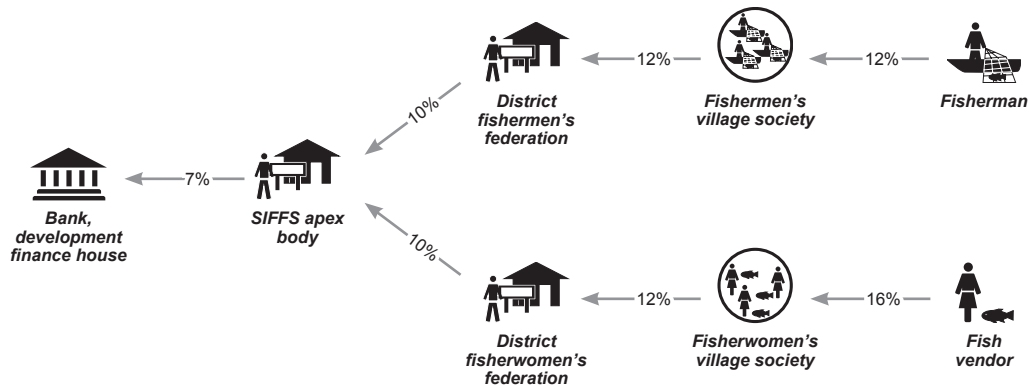 12%
12%
District
fishermen's
federation
Fishermen's
village society
Fisherman
10%
7%
Bank,
development
finance house
SIFFS apex
body
10%
12%
16%
District
fisherwomen's
federation
Fisherwomen's
village society
Fish
vendor